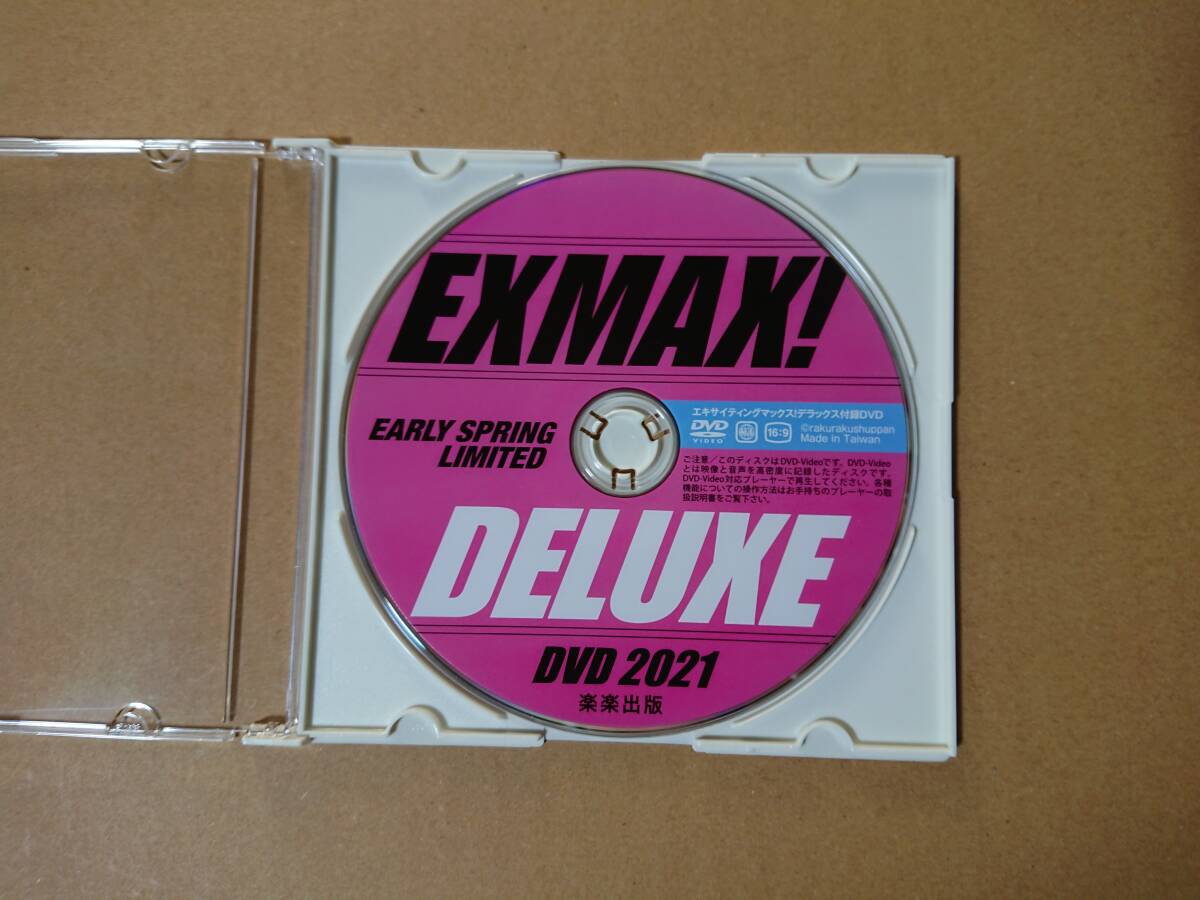 EXMAX!
EARLY SPRING
LIMITED
エキサイティングマックス!デラックス付録DVD
DVD
VIDEO
16:9
©rakurakushuppan
Made in Taiwan
ご注意/このディスクはDVD-Videoです。DVD-Video
とは映像と音声を高密度に記録したディスクです。
DVD-Video対応プレーヤーで再生してください。各種
機能についての操作方法はお手持ちのプレーヤーの取
扱説明書をご覧下さい。
DELUXE
DVD 2021
楽楽出版